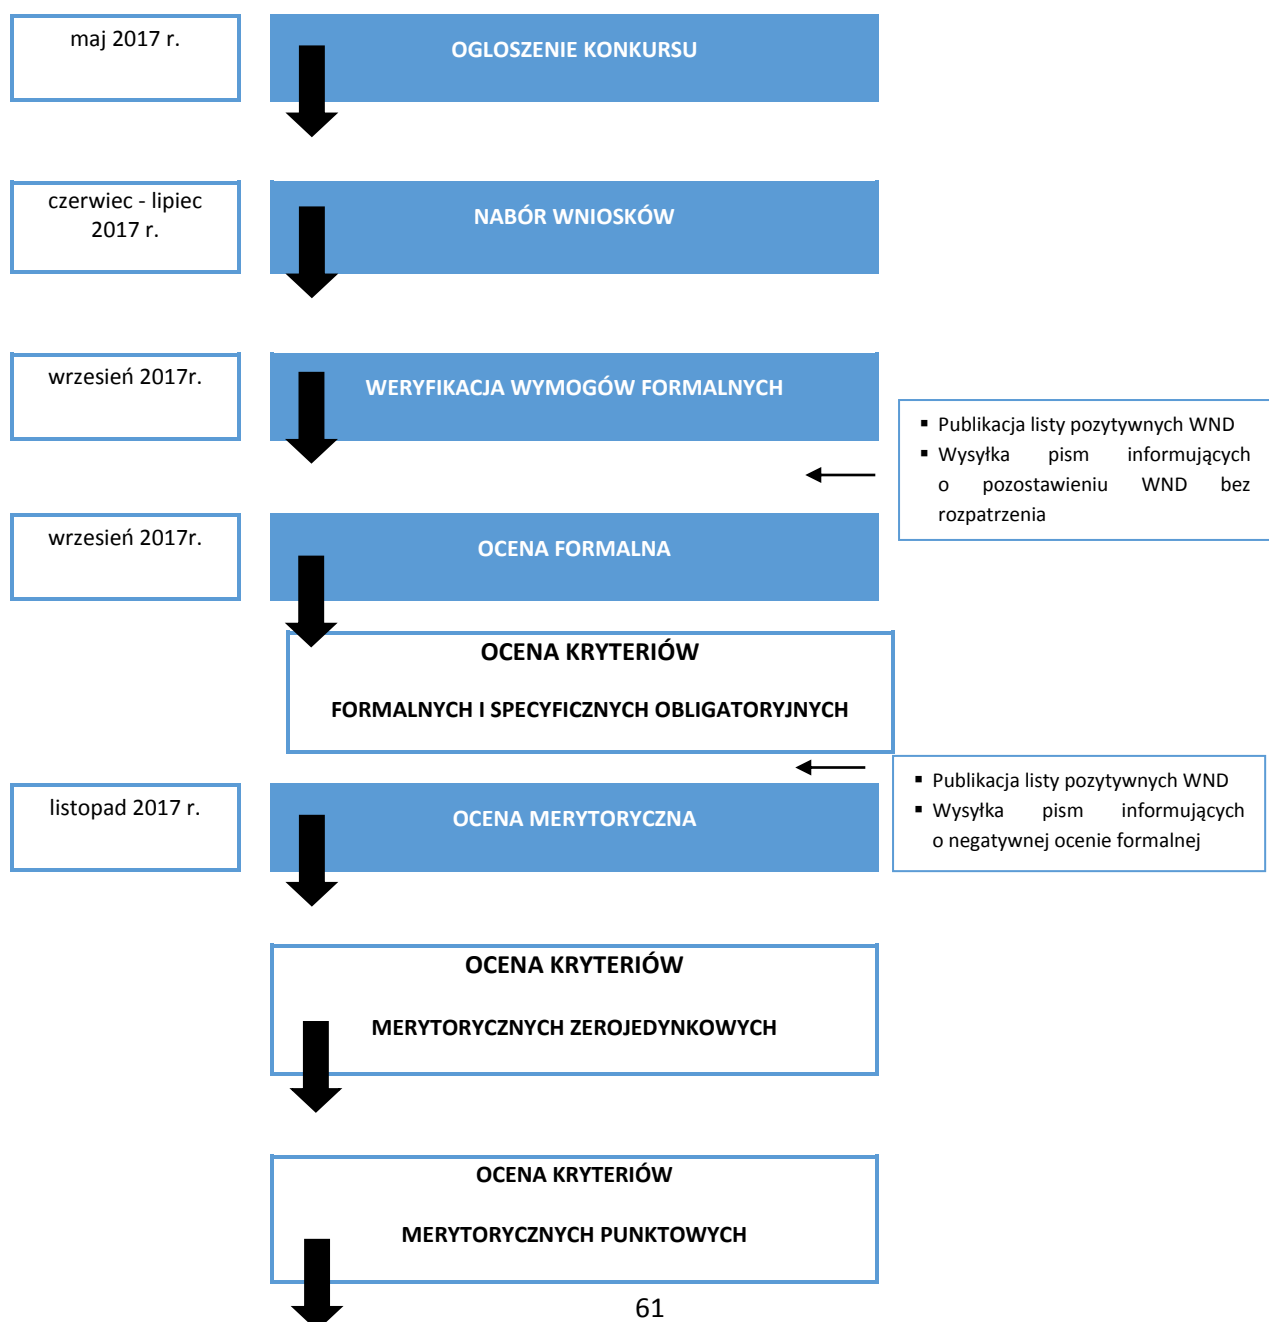 maj 2017 r.
OGLOSZENIE KONKURSU
czerwiec - lipiec
2017 r.
NABÓR WNIOSKÓW
wrzesień 2017r.
WERYFIKACJA WYMOGÓW FORMALNYCH
▪ Publikacja listy pozytywnych WND
▪ Wysyłka pism informujących
o pozostawieniu WND bez
rozpatrzenia
wrzesień 2017r.
OCENA FORMALNA
OCENA KRYTERIÓW
FORMALNYCH I SPECYFICZNYCH OBLIGATORYJNYCH
▪ Publikacja listy pozytywnych WND
▪ Wysyłka pism informujących
o negatywnej ocenie formalnej
listopad 2017 r.
OCENA MERYTORYCZNA
OCENA KRYTERIÓW
MERYTORYCZNYCH ZEROJEDYNKOWYCH
OCENA KRYTERIÓW
MERYTORYCZNYCH PUNKTOWYCH
61